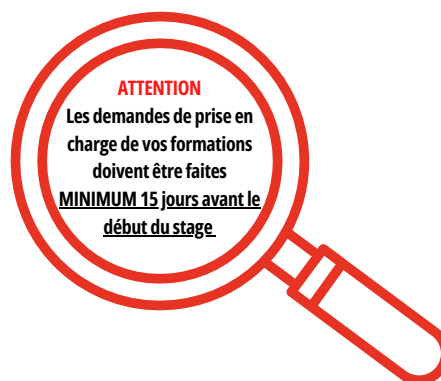 ATTENTION
Les demandes de prise en
charge de vos formations
doivent être faites
MINIMUM 15 jours avant le
début du stage